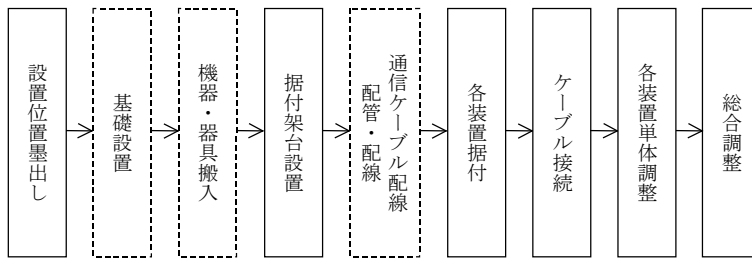 設置位置墨出し
基礎設置
機器・器具搬入
据付架台設置
通信ケーブル配線
配管・配線
各装置据付
ケーブル接続
各装置単体調整
総合調整